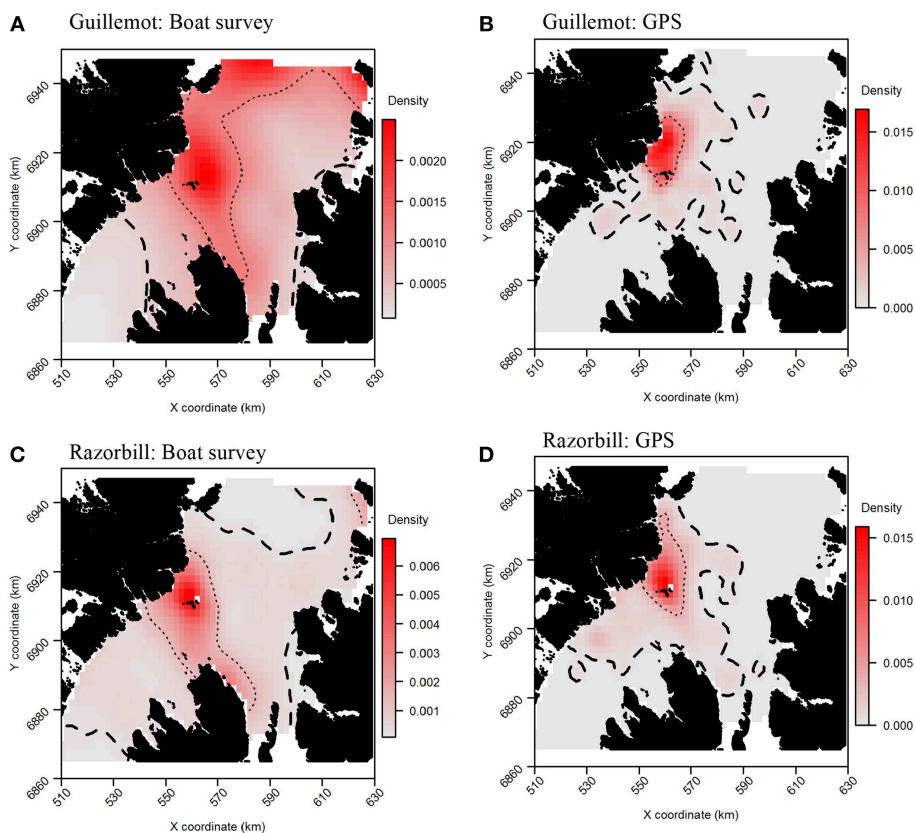 A Guillemot: Boat survey
6940
6920
6900
6880
6860
Y coordinate (km)
510 530 550 570 590 610 630
X coordinate (km)
Density
0.0020
0.0015
0.0010
0.0005
B Guillemot: GPS
6940
6920
6900
6880
6860
Y coordinate (km)
510 530 550 570 590 610 630
X coordinate (km)
Density
0.015
0.010
0.005
0.000
C Razorbill: Boat survey
6940
6920
6900
6880
6860
Y coordinate (km)
510 530 550 570 590 610 630
X coordinate (km)
Density
0.006
0.005
0.004
0.003
0.002
0.001
D Razorbill: GPS
6940
6920
6900
6880
6860
Y coordinate (km)
510 530 550 570 590 610 630
X coordinate (km)
Density
0.015
0.010
0.005
0.000